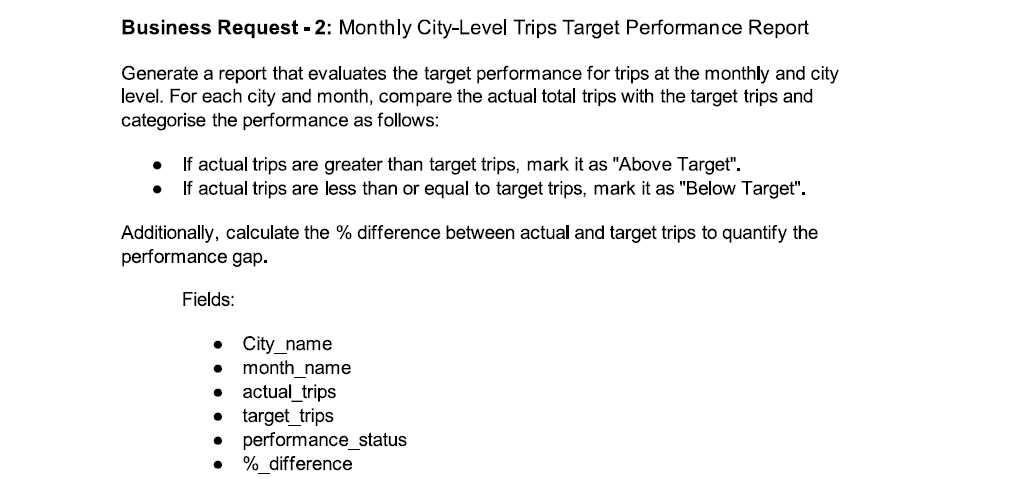 Business Request - 2: Monthly City-Level Trips Target Performance Report
Generate a report that evaluates the target performance for trips at the monthly and city
level. For each city and month, compare the actual total trips with the target trips and
categorise the performance as follows:
● If actual trips are greater than target trips, mark it as "Above Target".
● If actual trips are less than or equal to target trips, mark it as "Below Target".
Additionally, calculate the % difference between actual and target trips to quantify the
performance gap.
Fields:
● City_name
● month_name
● actual_trips
● target_trips
● performance_status
● %_difference